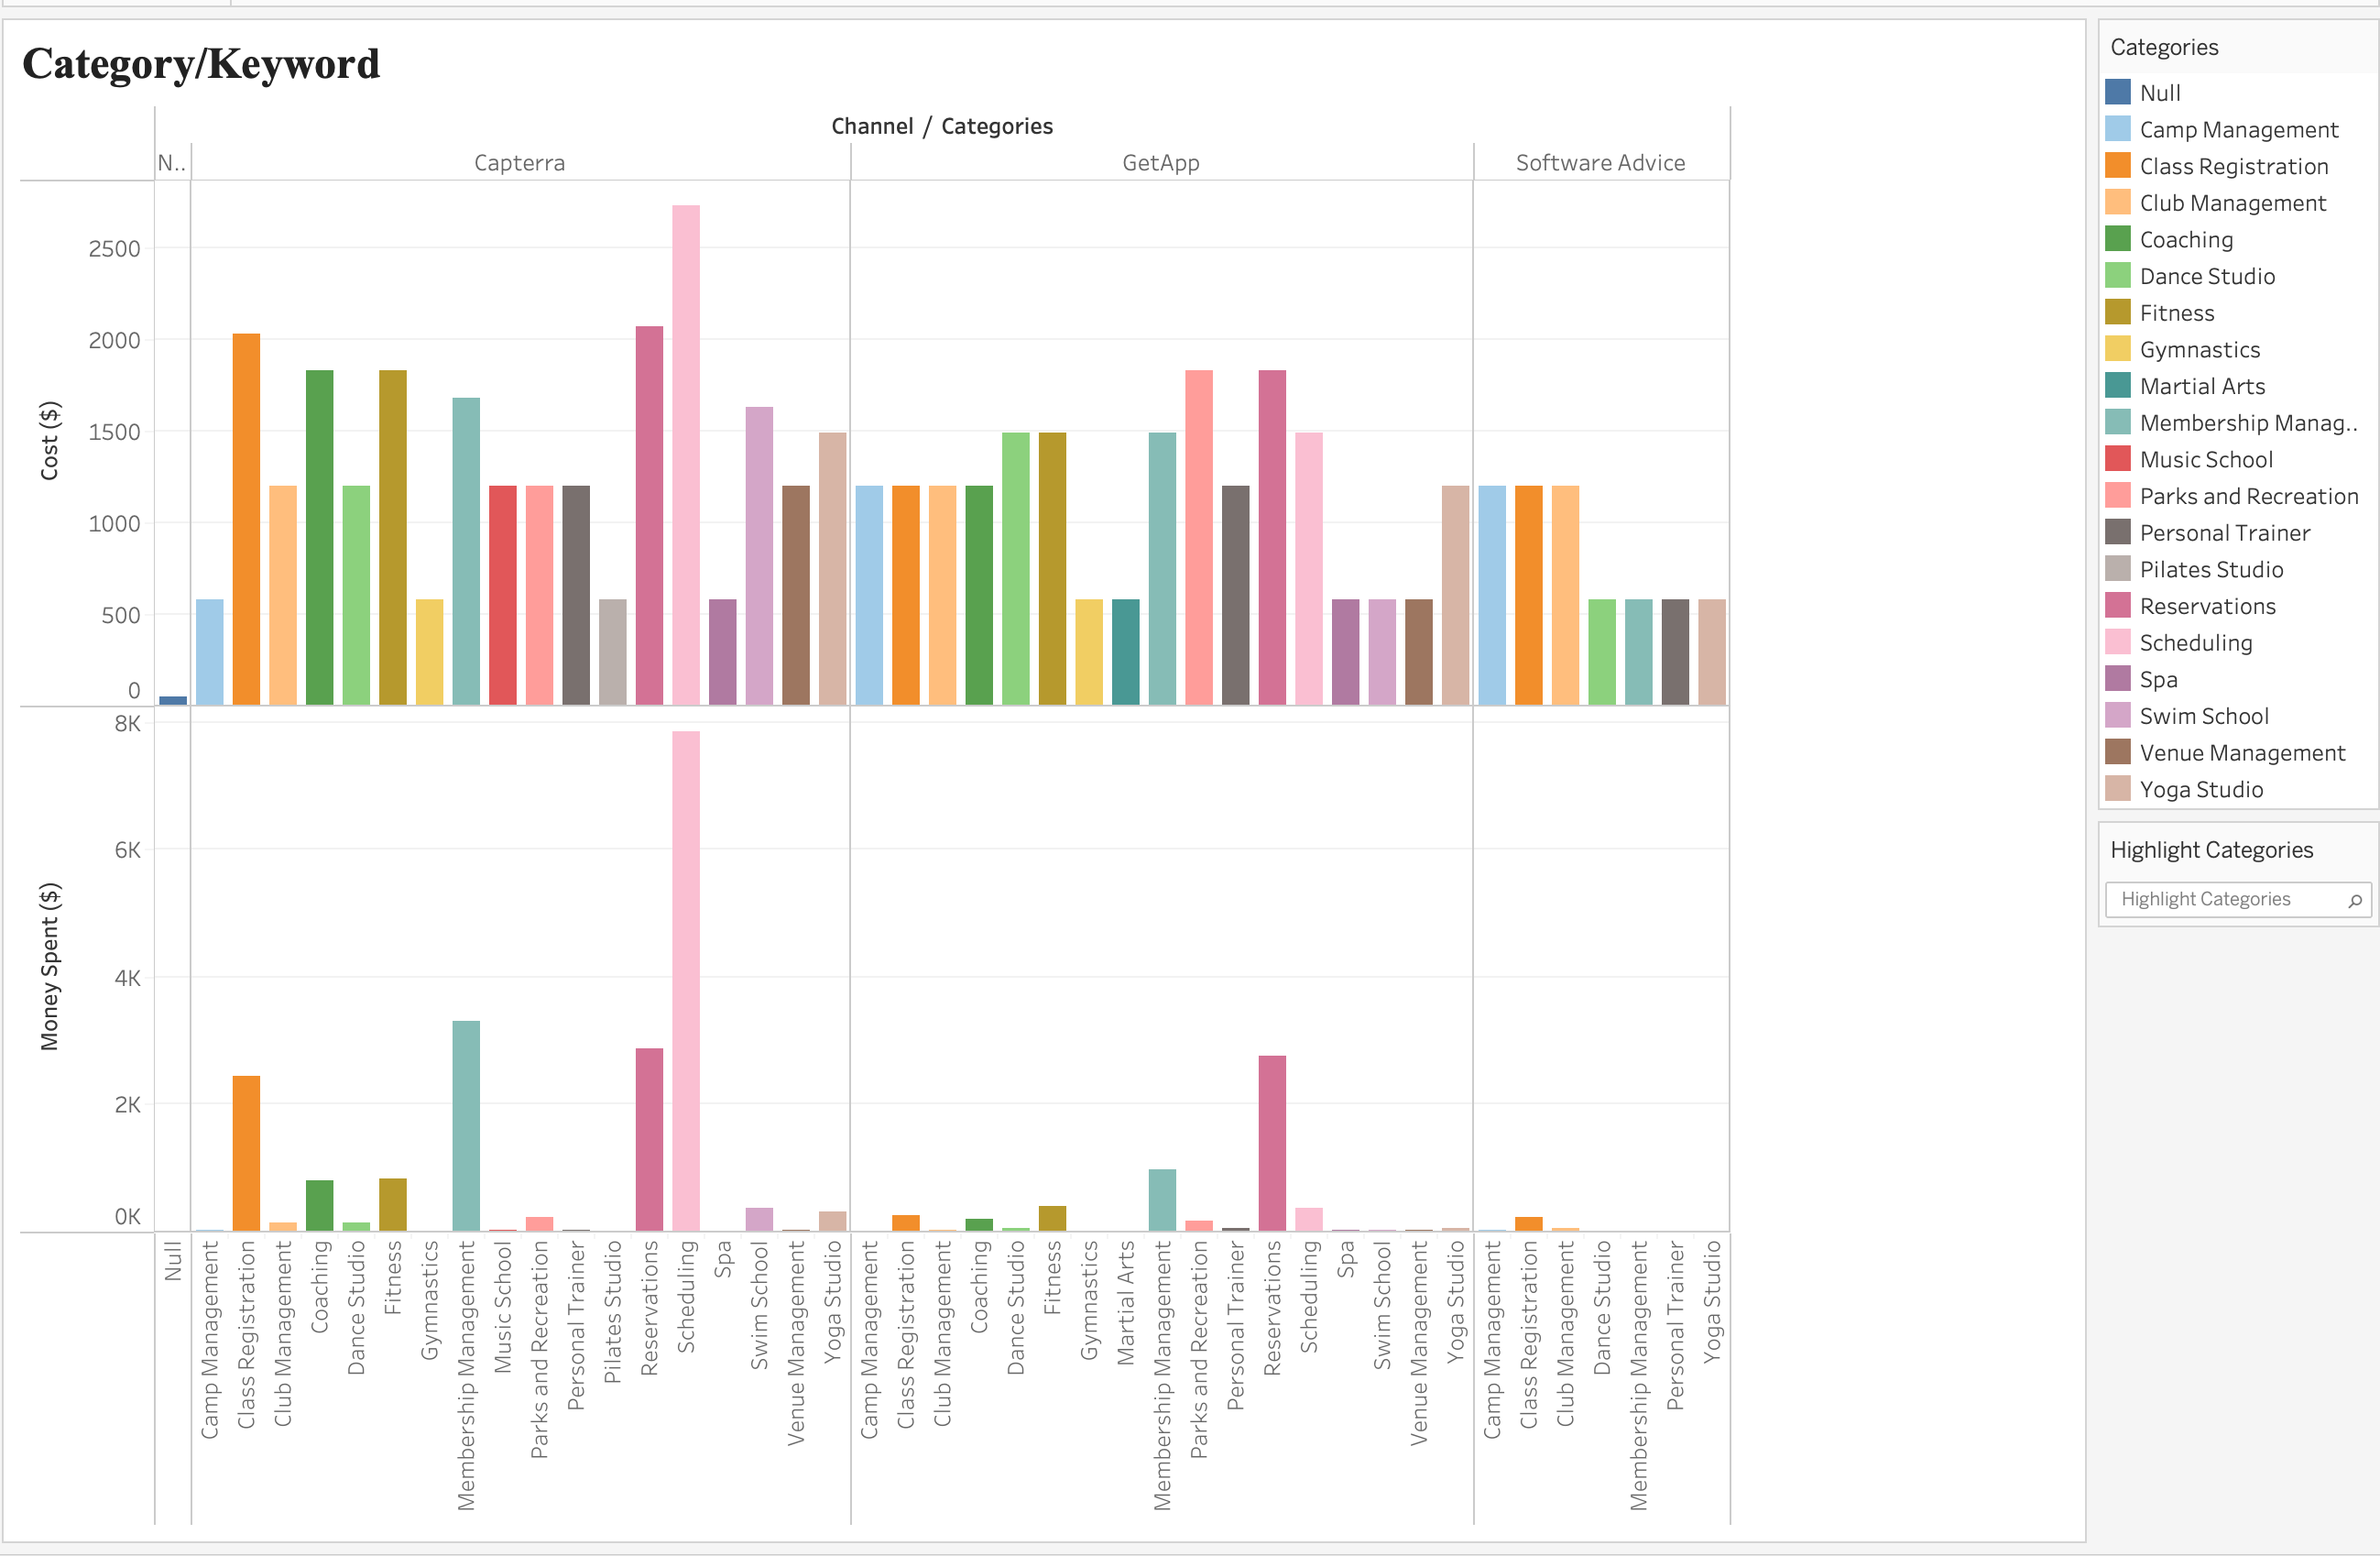 Category/Keyword
Channel / Categories
N..
Capterra
GetApp
Software Advice
Cost ($)
2500
2000
1500
1000
500
0
Money Spent ($)
8K
6K
4K
2K
0K
Null
Camp Management
Class Registration
Club Management
Coaching
Dance Studio
Fitness
Gymnastics
Membership Management
Music School
Parks and Recreation
Personal Trainer
Pilates Studio
Reservations
Scheduling
Spa
Swim School
Venue Management
Yoga Studio
Camp Management
Class Registration
Club Management
Coaching
Dance Studio
Fitness
Gymnastics
Martial Arts
Membership Management
Parks and Recreation
Personal Trainer
Reservations
Scheduling
Spa
Swim School
Venue Management
Yoga Studio
Camp Management
Class Registration
Club Management
Dance Studio
Membership Management
Personal Trainer
Yoga Studio
Categories
Null
Camp Management
Class Registration
Club Management
Coaching
Dance Studio
Fitness
Gymnastics
Martial Arts
Membership Manag..
Music School
Parks and Recreation
Personal Trainer
Pilates Studio
Reservations
Scheduling
Spa
Swim School
Venue Management
Yoga Studio
Highlight Categories
Highlight Categories